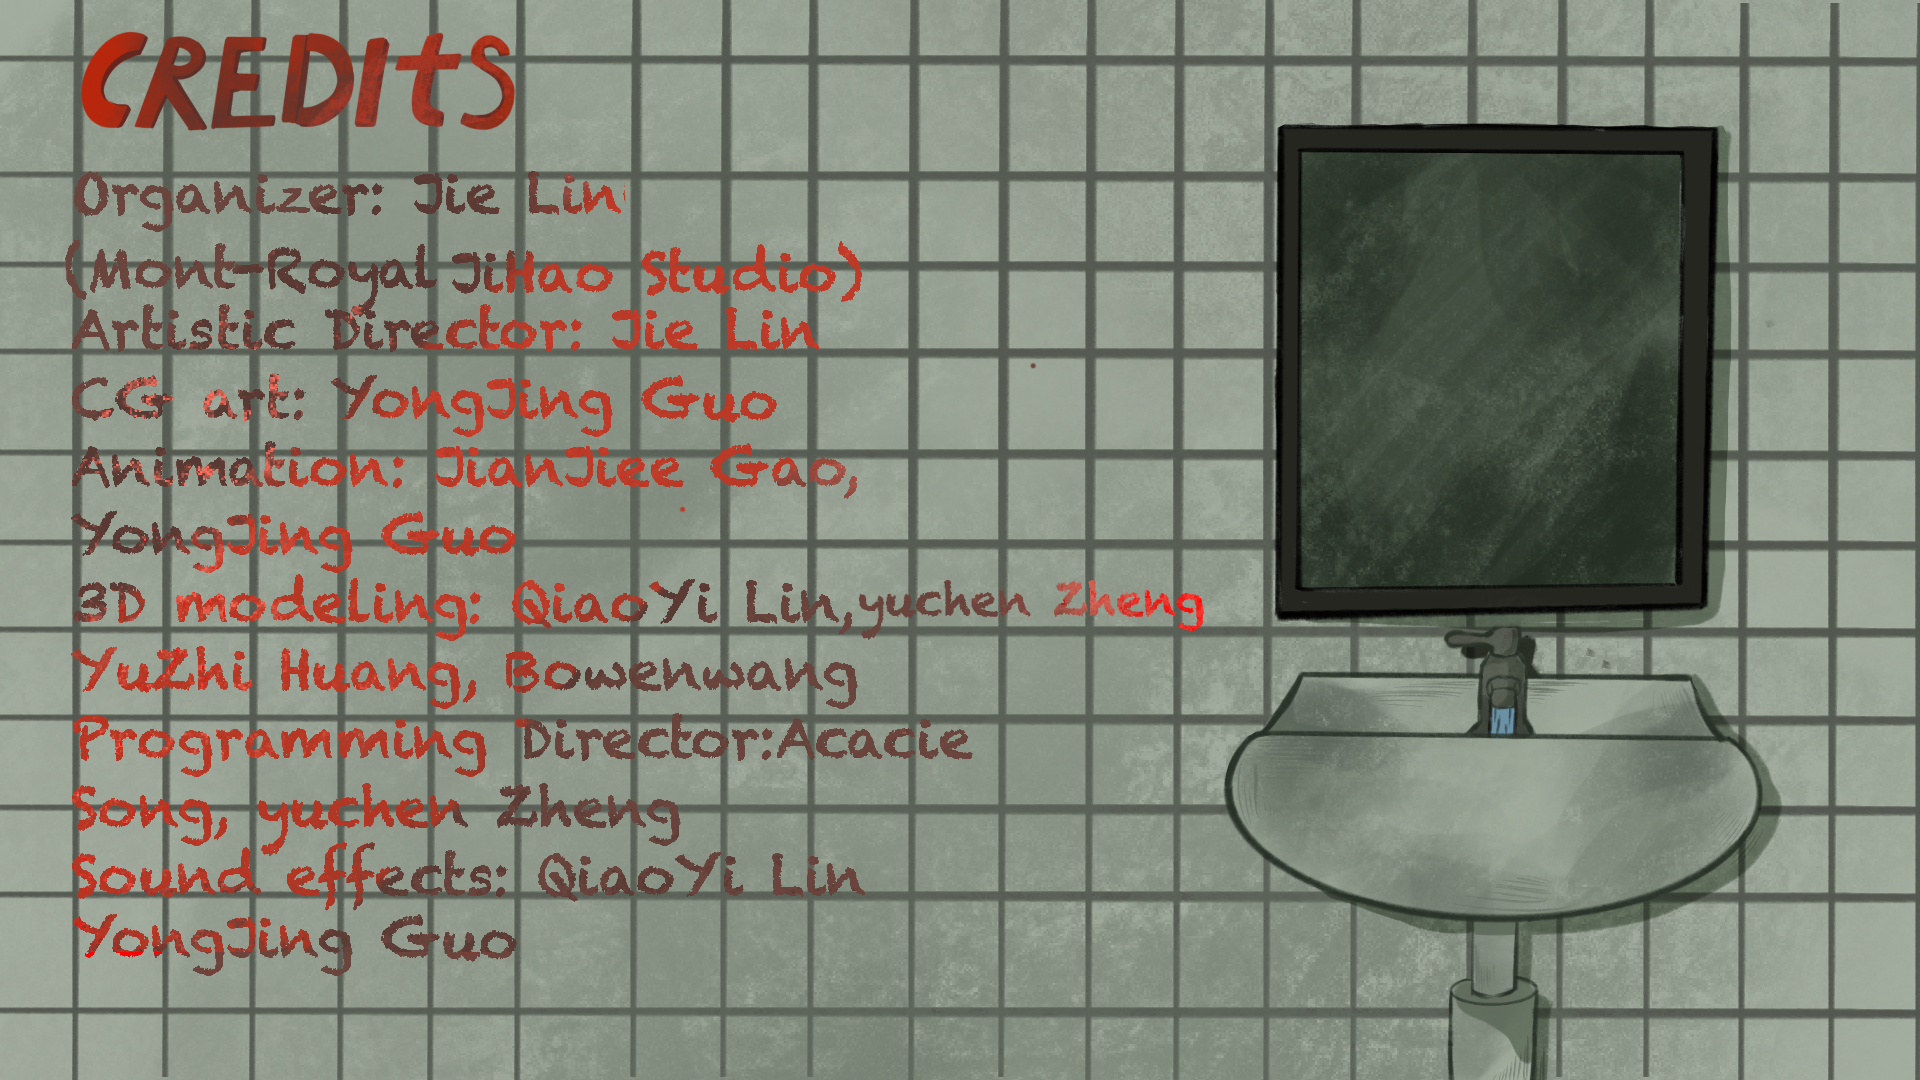 CREDItS
Organizer: Jie Lin
(Mont-Royal JiHao Studio)
Artistic Director: Jie Lin
CG art: YongJing Guo
Animation: JianJiee Gao,
YongJing Guo
3D modeling: QiaoYi Lin,yuchen Zheng
YuZhi Huang, Bowenwang
Programming Director:Acacie
Song, yuchen Zheng
Sound effects: QiaoYi Lin
YongJing Guo